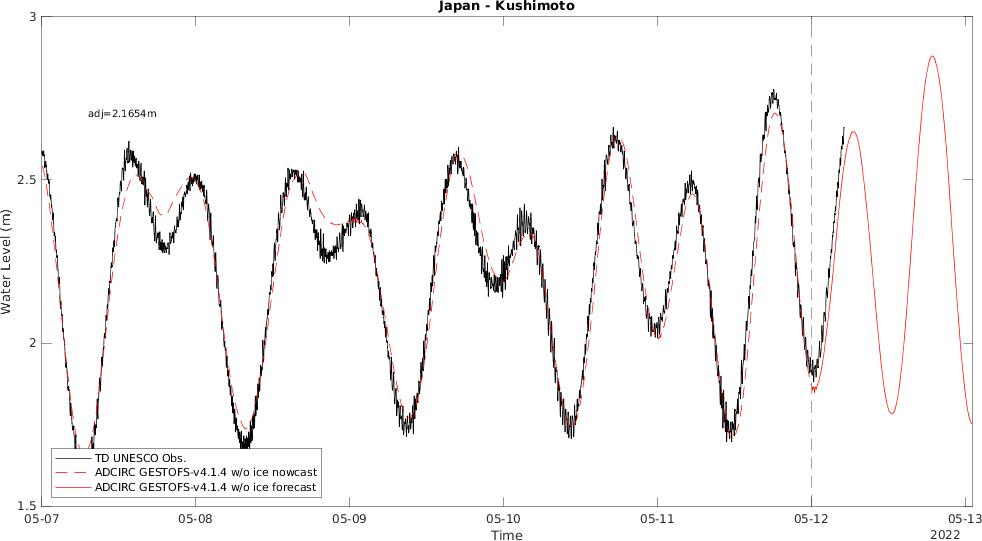 Japan - Kushimoto
3
adj=2.1654m
2.5
Water Level (m)
2
TD UNESCO Obs.
ADCIRC GESTOFS-v4.1.4 w/o ice nowcast
ADCIRC GESTOFS-v4.1.4 w/o ice forecast
1.5
05-07 05-08 05-09 05-10 05-11 05-12 05-13
Time
2022